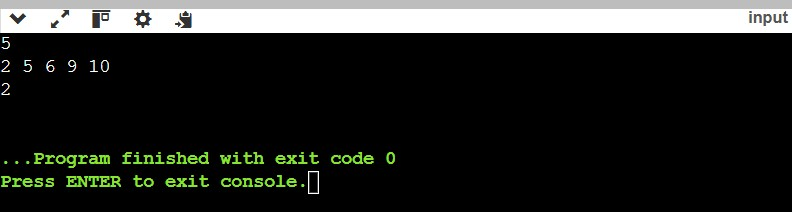 input
5
2 5 6 9 10
2
...Program finished with exit code 0
Press ENTER to exit console.